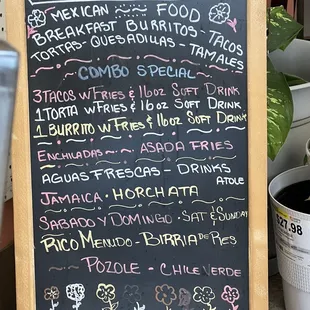 MEXICAN ~ FOOD
BREAKFAST BURRITOS - TACOS
TORTAS - QUESADILLAS - TAMALES
COMBO SPECIAL
3 TACOS W/FRIES & 16OZ SOFT DRINK
1 TORTA W/FRIES & 16 OZ SOFT DRINK
1 BURRITO W/FRIES & 16OZ SOFT DRINK
ENCHILADAS ~ ASADA FRIES
AGUAS FRESCAS - DRINKS
ATOLE
JAMAICA - HORCHATA
SABADO Y DOMINGO - SAT & SUNDAY
RICO MENUDO - BIRRIA DE RES
POZOLE - CHILE VERDE
$27.98